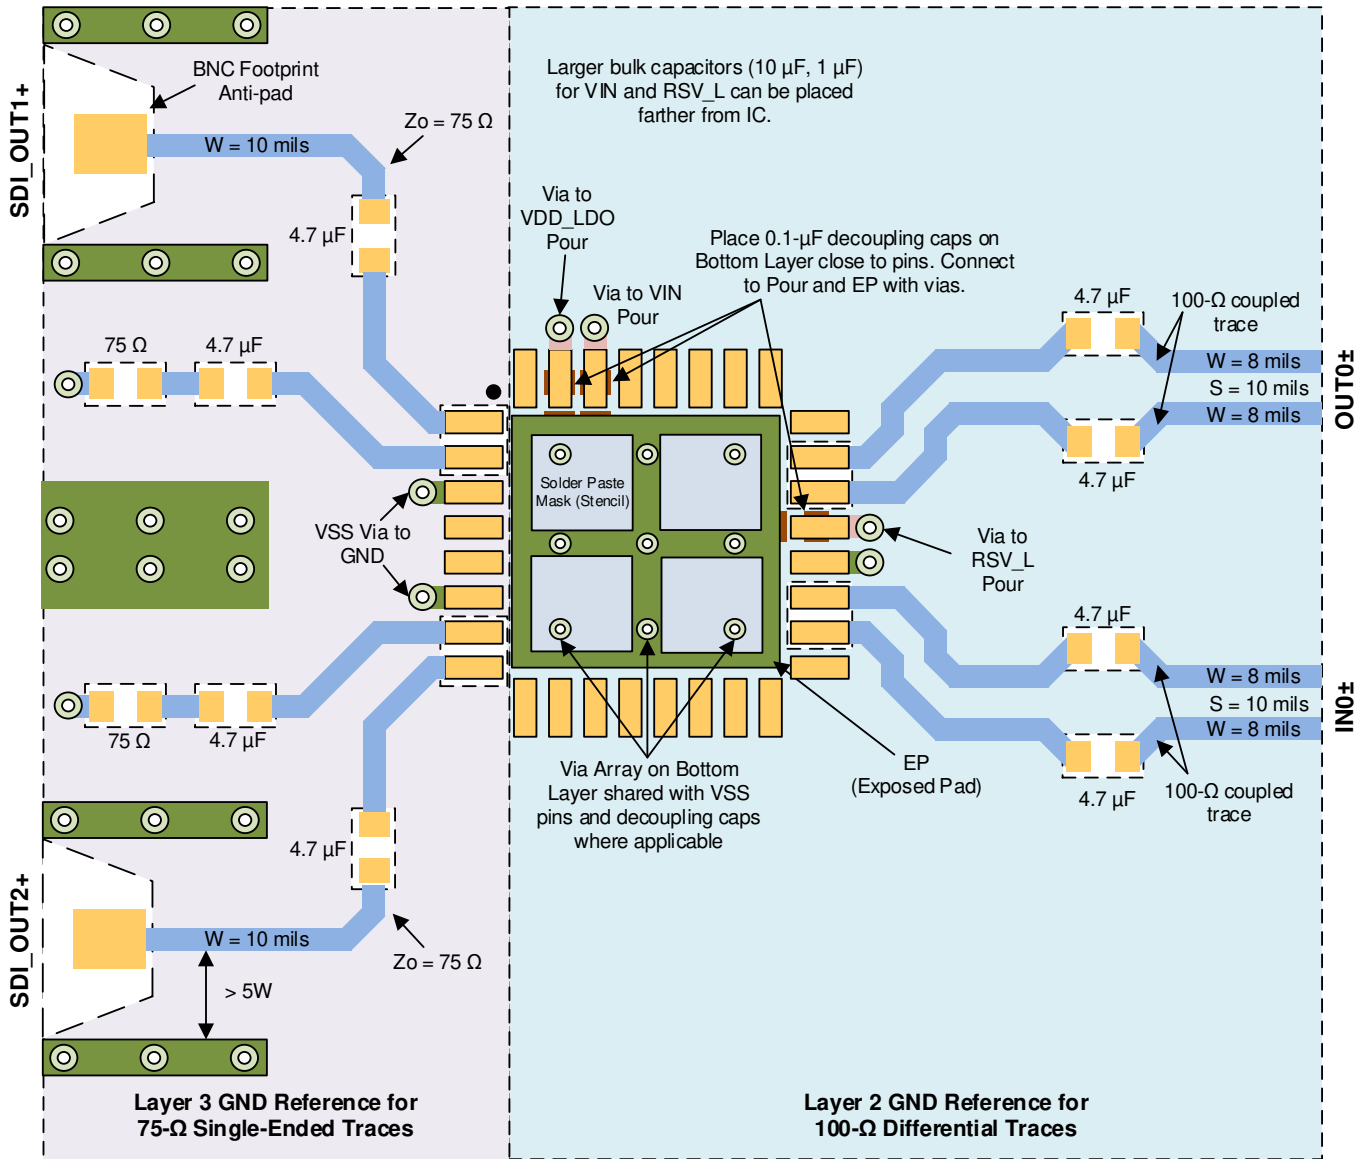 BNC Footprint
Anti-pad
SDI_OUT1+
W = 10 mils
Zo = 75 Ω
4.7 µF
75 Ω
4.7 µF
VSS Via to
GND
75 Ω
4.7 µF
4.7 µF
SDI_OUT2+
W = 10 mils
Zo = 75 Ω
> 5W
Layer 3 GND Reference for
75-Ω Single-Ended Traces
Larger bulk capacitors (10 µF, 1 µF)
for VIN and RSV_L can be placed
farther from IC.
Via to
VDD_LDO
Pour
Via to VIN
Pour
Place 0.1-µF decoupling caps on
Bottom Layer close to pins. Connect
to Pour and EP with vias.
Solder Paste
Mask (Stencil)
4.7 µF
100-Ω coupled
trace
W = 8 mils
S = 10 mils
W = 8 mils
OUT0±
4.7 µF
Via to
RSV_L
Pour
4.7 µF
W = 8 mils
S = 10 mils
W = 8 mils
IN0±
4.7 µF
100-Ω coupled
trace
EP
(Exposed Pad)
Via Array on Bottom
Layer shared with VSS
pins and decoupling caps
where applicable
Layer 2 GND Reference for
100-Ω Differential Traces